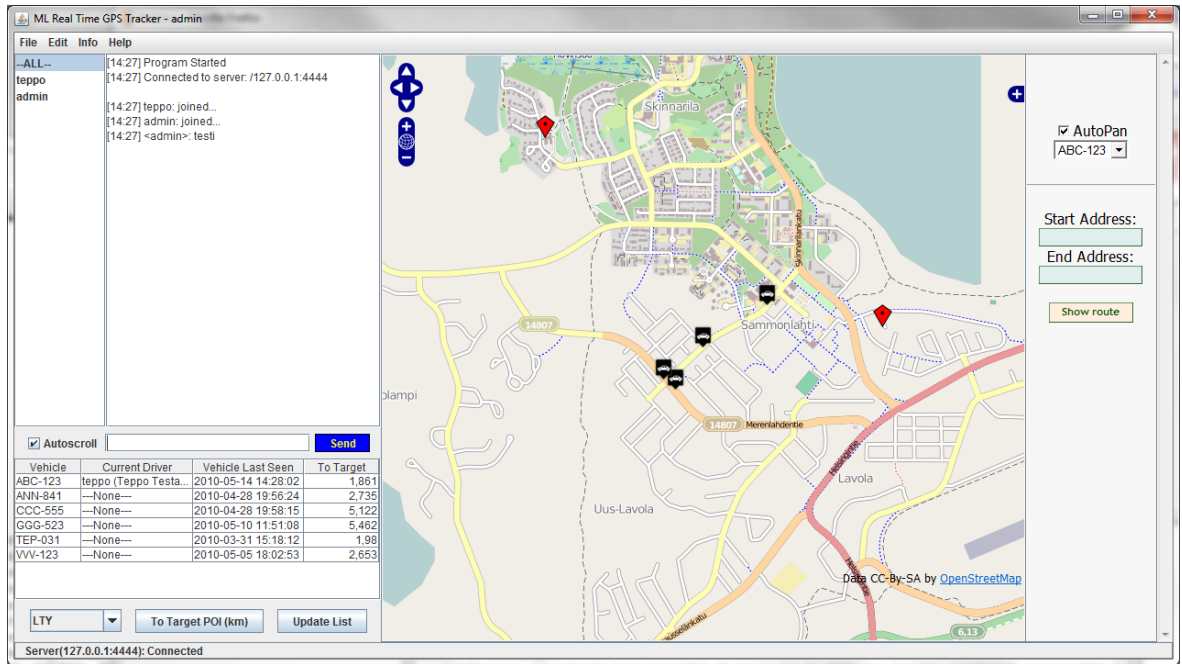 ML Real Time GPS Tracker - admin
File Edit Info Help
--ALL--
teppo
admin
[14:27] Program Started
[14:27] Connected to server: /127.0.0.1:4444
[14:27] teppo: joined...
[14:27] admin: joined...
[14:27] <admin>: testi
Autoscroll
Send
Vehicle Current Driver Vehicle Last Seen To Target
ABC-123 teppo (Teppo Testa... 2010-05-14 14:28:02 1,861
ANN-841 ---None--- 2010-04-28 19:56:24 2,735
CCC-555 ---None--- 2010-04-28 19:58:15 5,122
GGG-523 ---None--- 2010-05-10 11:51:08 5,462
TEP-031 ---None--- 2010-03-31 15:18:12 1,98
VVV-123 ---None--- 2010-05-05 18:02:53 2,653
LTY
To Target POI (km)
Update List
Server(127.0.0.1:4444): Connected
Skinnarila
Skinnarilankatu
Sammonlahti
14807
olampi
14807 Merenlahdentie
Helsingintie
Lavola
Uus-Lavola
Helsingintie
Data CC-By-SA by OpenStreetMap
6.13
AutoPan
ABC-123
Start Address:
End Address:
Show route